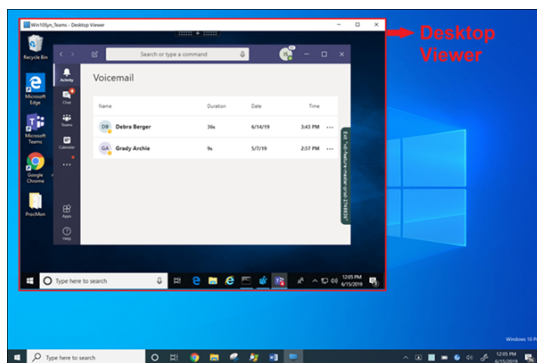 Win10Syn_Teams - Desktop Viewer
Desktop
Viewer
Recycle Bin
Search or type a command
Activity
Voicemail
Microsoft
Edge
Chat
Name Duration Date Time
Teams
DB Debra Berger 36s 6/14/19 3:43 PM
Microsoft
Teams
Calendar
GA Grady Archie 9s 5/7/19 2:57 PM
Google
Chrome
ProcMon
Apps
Help
Type here to search
12:05 PM
6/15/2019
Windows 10 P
Type here to search
12:05 PM
6/15/2019